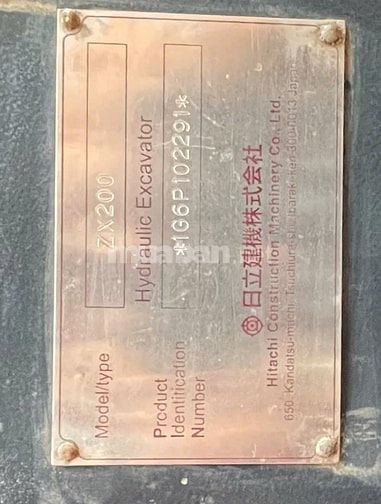 Model/type ZX200
Hydraulic Excavator
Product
Identification
Number
*1G6P102291*
日立建機株式会社
Hitachi Construction Machinery Co., Ltd.
650, Kandatsu-machi, Tsuchiura-shi, Ibaraki-ken 300-0013 Japan